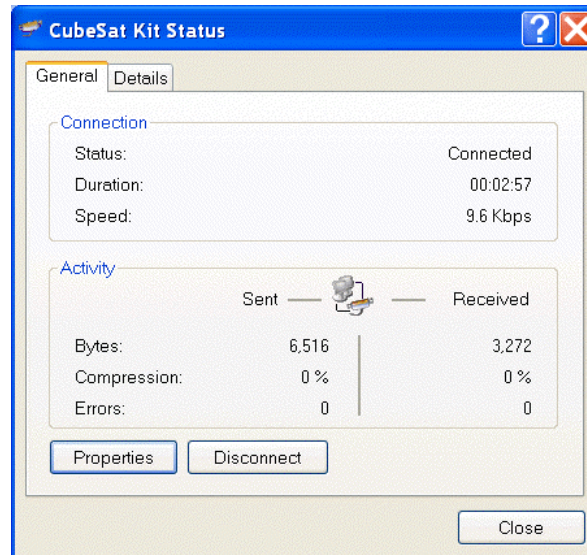 CubeSat Kit Status
General Details
Connection
Status: Connected
Duration: 00:02:57
Speed: 9.6 Kbps
Activity
Sent Received
Bytes: 6,516 3,272
Compression: 0 % 0 %
Errors: 0 0
Properties Disconnect
Close